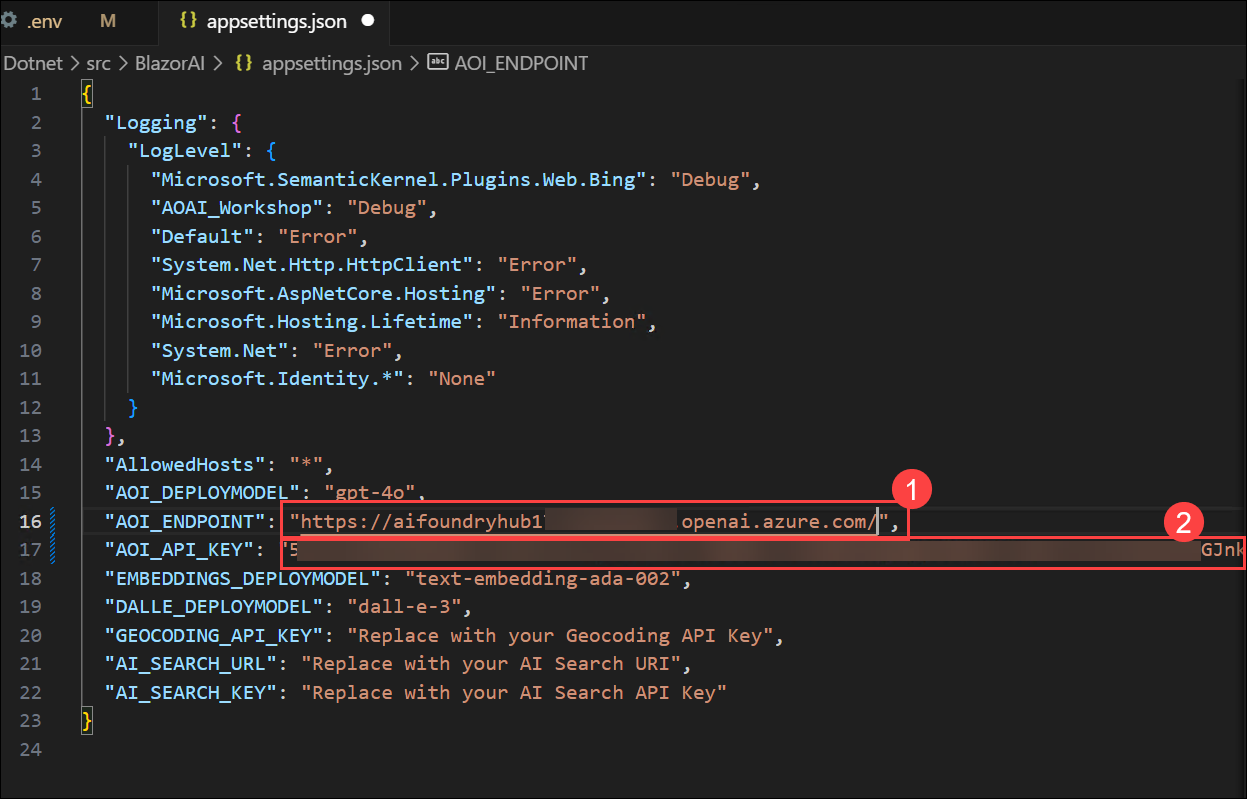 .env M {} appsettings.json
Dotnet > src > BlazorAI > {} appsettings.json > abc AOI_ENDPOINT
1 {
2 "Logging": {
3 "LogLevel": {
4 "Microsoft.SemanticKernel.Plugins.Web.Bing": "Debug",
5 "AOAI_Workshop": "Debug",
6 "Default": "Error",
7 "System.Net.Http.HttpClient": "Error",
8 "Microsoft.AspNetCore.Hosting": "Error",
9 "Microsoft.Hosting.Lifetime": "Information",
10 "System.Net": "Error",
11 "Microsoft.Identity.*": "None"
12 }
13 },
14 "AllowedHosts": "*",
15 "AOI_DEPLOYMODEL": "gpt-4o",
1
16 "AOI_ENDPOINT": "https://aifoundryhub1 .openai.azure.com/",
2
17 "AOI_API_KEY": "5 GJnk
18 "EMBEDDINGS_DEPLOYMODEL": "text-embedding-ada-002",
19 "DALLE_DEPLOYMODEL": "dall-e-3",
20 "GEOCODING_API_KEY": "Replace with your Geocoding API Key",
21 "AI_SEARCH_URL": "Replace with your AI Search URI",
22 "AI_SEARCH_KEY": "Replace with your AI Search API Key"
23 }
24